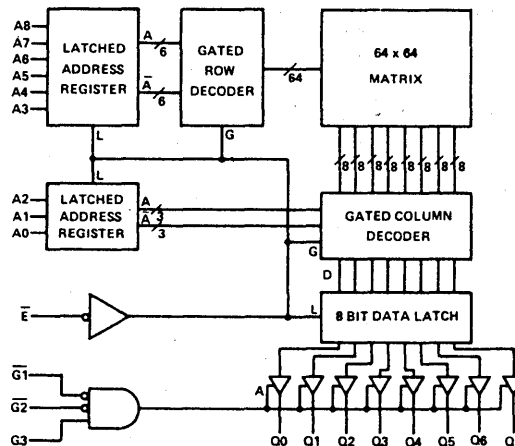 A8
A7
A6
A5
A4
A3
LATCHED
ADDRESS
REGISTER
A
6
A̅
6
GATED
ROW
DECODER
64
64 x 64
MATRIX
L
G
L
8 8 8 8 8 8 8 8
A2
A1
A0
LATCHED
ADDRESS
REGISTER
A
3
A̅
3
GATED COLUMN
DECODER
G
D
E̅
L
8 BIT DATA LATCH
G1̅
G2̅
G3
A
Q0 Q1 Q2 Q3 Q4 Q5 Q6